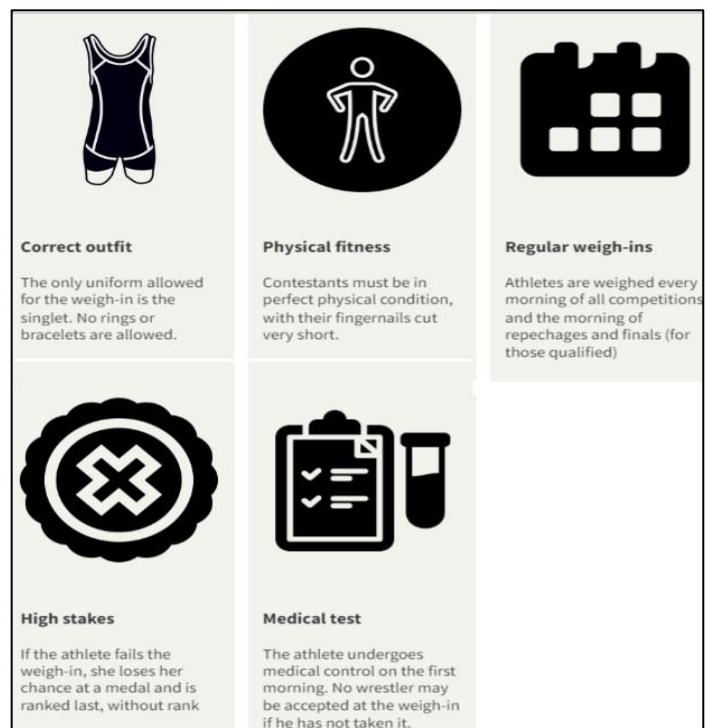 Correct outfit
The only uniform allowed
for the weigh-in is the
singlet. No rings or
bracelets are allowed.
Physical fitness
Contestants must be in
perfect physical condition,
with their fingernails cut
very short.
Regular weigh-ins
Athletes are weighed every
morning of all competitions
and the morning of
repechages and finals (for
those qualified)
High stakes
If the athlete fails the
weigh-in, she loses her
chance at a medal and is
ranked last, without rank
Medical test
The athlete undergoes
medical control on the first
morning. No wrestler may
be accepted at the weigh-in
if he has not taken it.